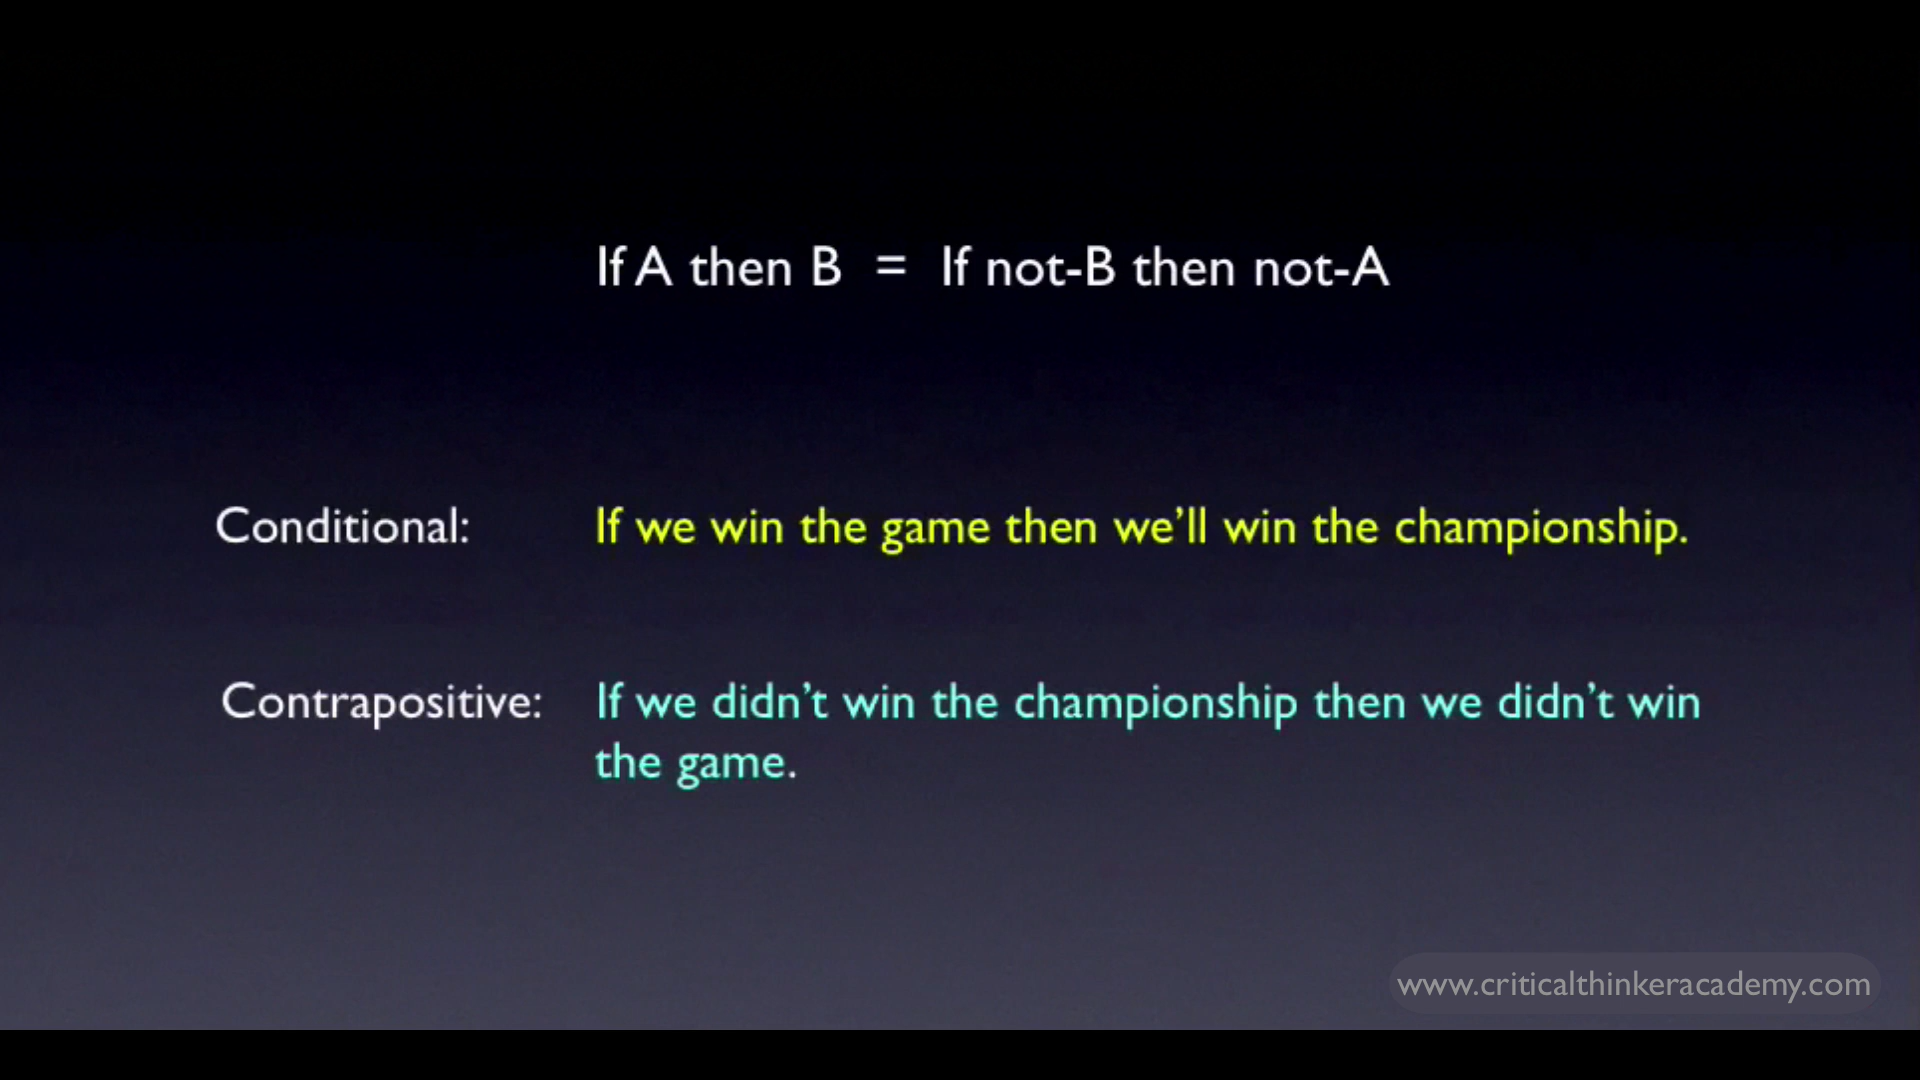 If A then B = If not-B then not-A
Conditional: If we win the game then we'll win the championship.
Contrapositive: If we didn't win the championship then we didn't win
the game.
www.criticalthinkeracademy.com